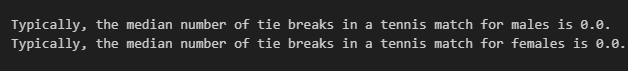 Typically, the median number of tie breaks in a tennis match for males is 0.0.
Typically, the median number of tie breaks in a tennis match for females is 0.0.